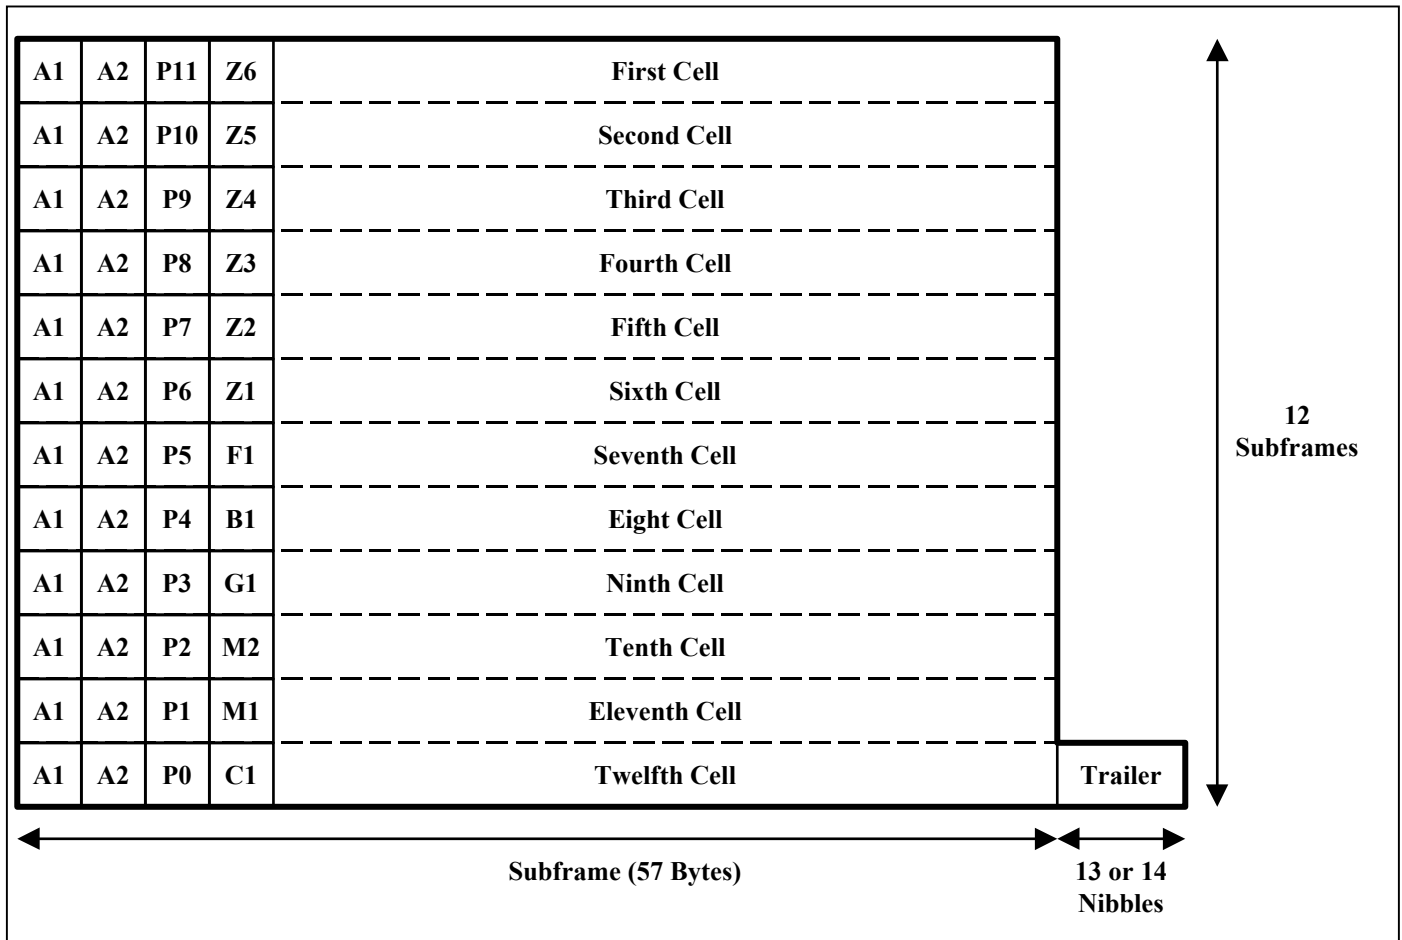 A1 A2 P11 Z6 First Cell
A1 A2 P10 Z5 Second Cell
A1 A2 P9 Z4 Third Cell
A1 A2 P8 Z3 Fourth Cell
A1 A2 P7 Z2 Fifth Cell
A1 A2 P6 Z1 Sixth Cell
A1 A2 P5 F1 Seventh Cell
A1 A2 P4 B1 Eight Cell
A1 A2 P3 G1 Ninth Cell
A1 A2 P2 M2 Tenth Cell
A1 A2 P1 M1 Eleventh Cell
A1 A2 P0 C1 Twelfth Cell Trailer
12
Subframes
Subframe (57 Bytes)
13 or 14
Nibbles